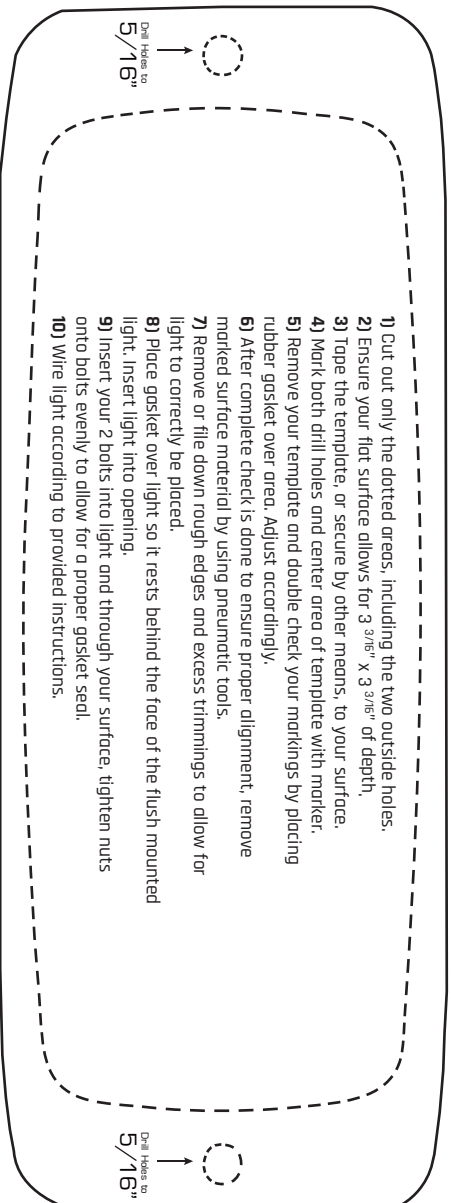 Drill Holes to
5/16"
1) Cut out only the dotted areas, including the two outside holes.
2) Ensure your flat surface allows for 3 3/16" x 3 3/16" of depth.
3) Tape the template, or secure by other means, to your surface.
4) Mark both drill holes and center area of template with marker.
5) Remove your template and double check your markings by placing
rubber gasket over area. Adjust accordingly.
6) After complete check is done to ensure proper alignment, remove
marked surface material by using pneumatic tools.
7) Remove or file down rough edges and excess trimmings to allow for
light to correctly be placed.
8) Place gasket over light so it rests behind the face of the flush mounted
light. Insert light into opening.
9) Insert your 2 bolts into light and through your surface, tighten nuts
onto bolts evenly to allow for a proper gasket seal.
10) Wire light according to provided instructions.
Drill Holes to
5/16"